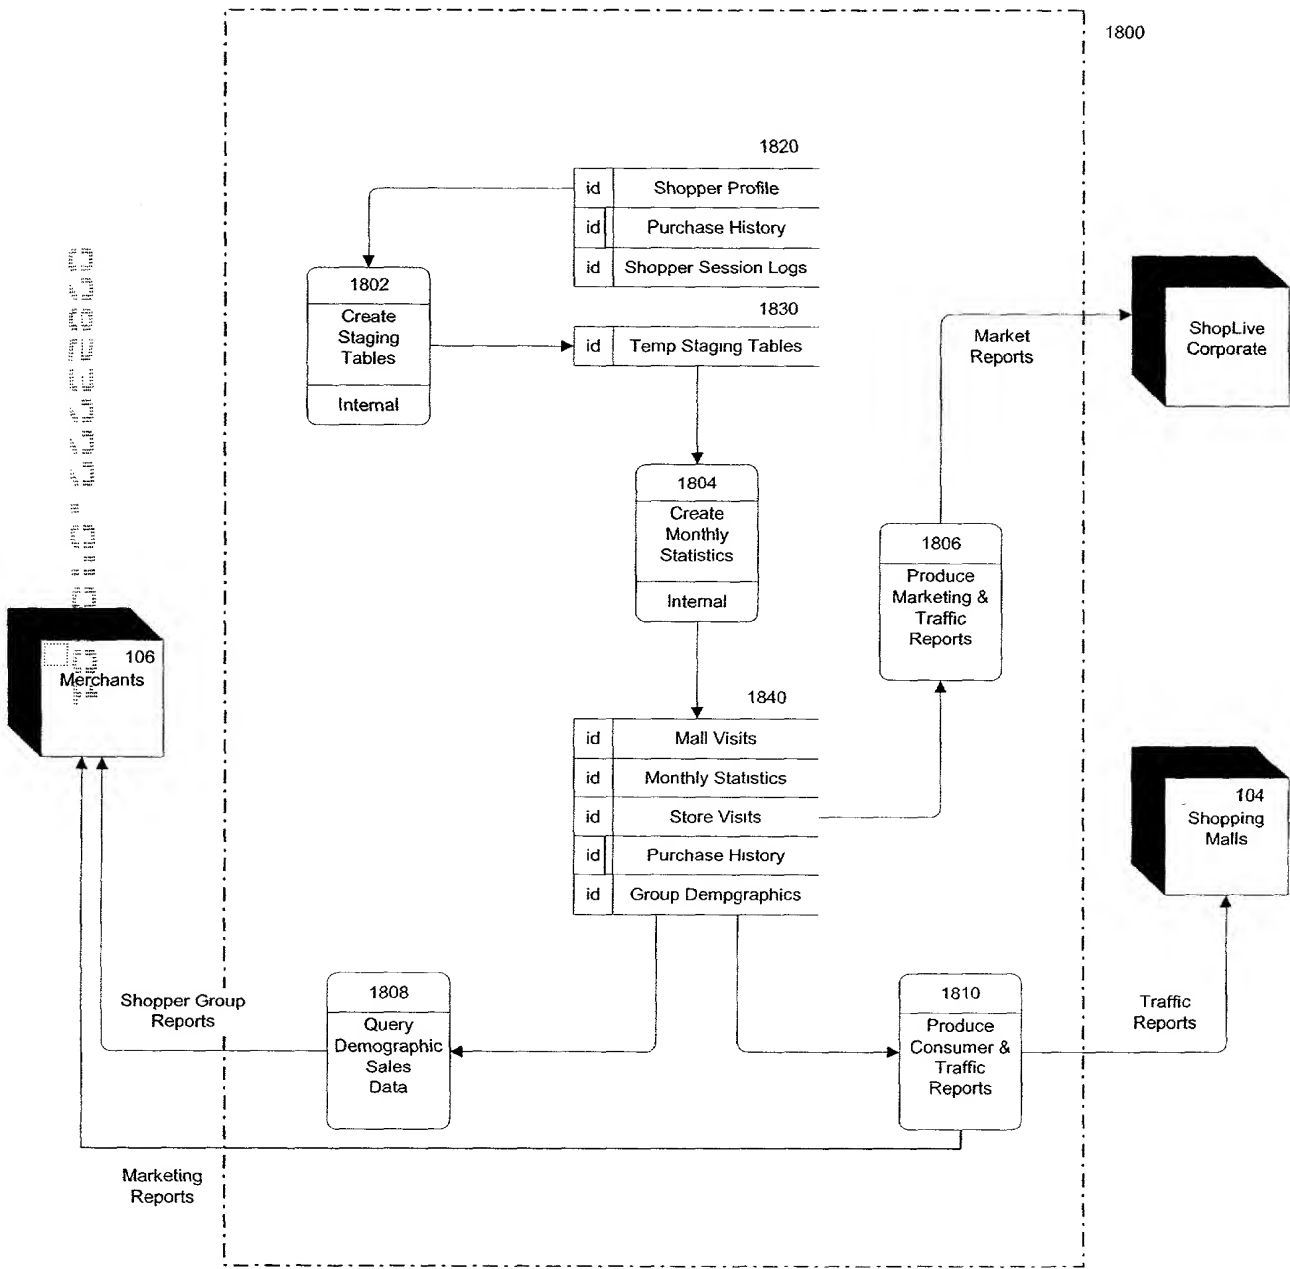 1800
1820
id Shopper Profile
id Purchase History
id Shopper Session Logs
1802
Create
Staging
Tables
Internal
1830
id Temp Staging Tables
Market
Reports
ShopLive
Corporate
1804
Create
Monthly
Statistics
Internal
1806
Produce
Marketing &
Traffic
Reports
106
Merchants
1840
id Mall Visits
id Monthly Statistics
id Store Visits
id Purchase History
id Group Dempgraphics
104
Shopping
Malls
Shopper Group
Reports
1808
Query
Demographic
Sales
Data
1810
Produce
Consumer &
Traffic
Reports
Traffic
Reports
Marketing
Reports